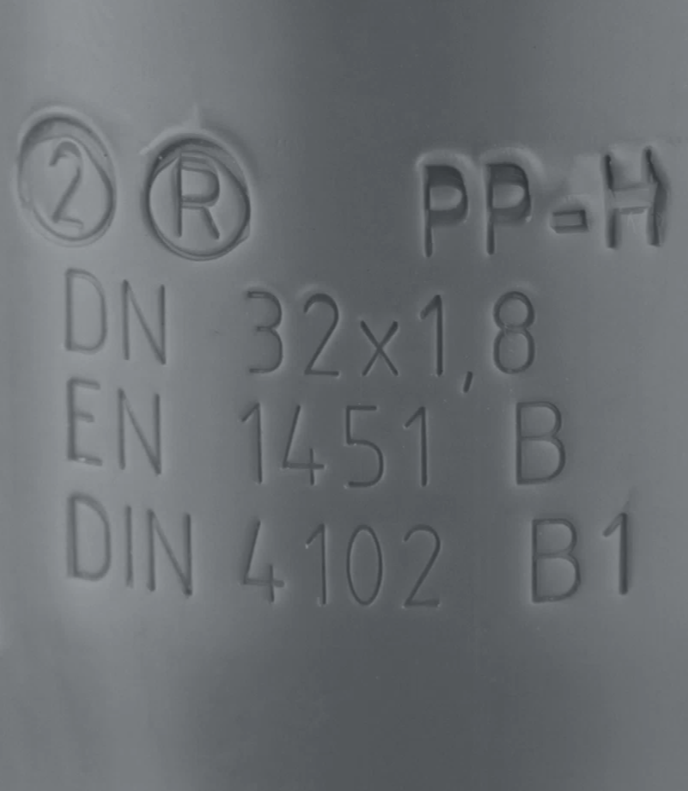 ② Ⓡ PP-H
DN 32x1,8
EN 1451 B
DIN 4102 B1